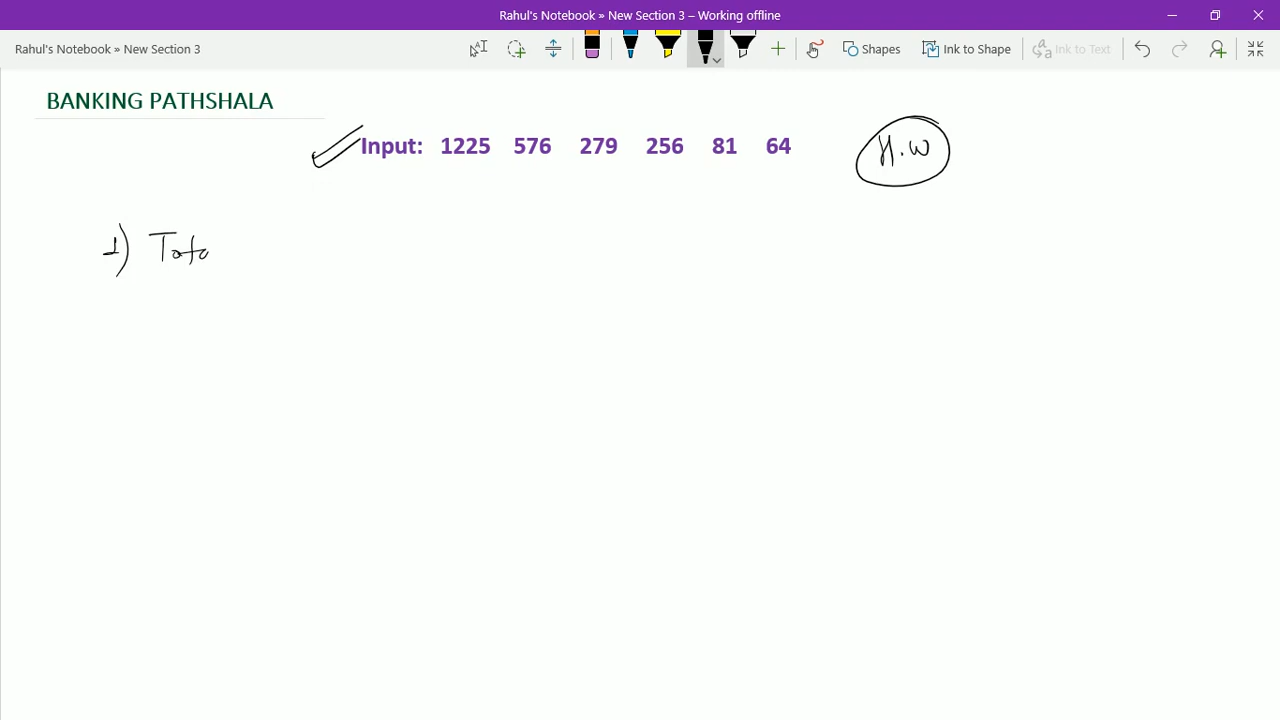 Rahul's Notebook » New Section 3 – Working offline
Rahul's Notebook » New Section 3
Shapes
Ink to Shape
Ink to Text
BANKING PATHSHALA
Input: 1225 576 279 256 81 64
H.W
1) Tota